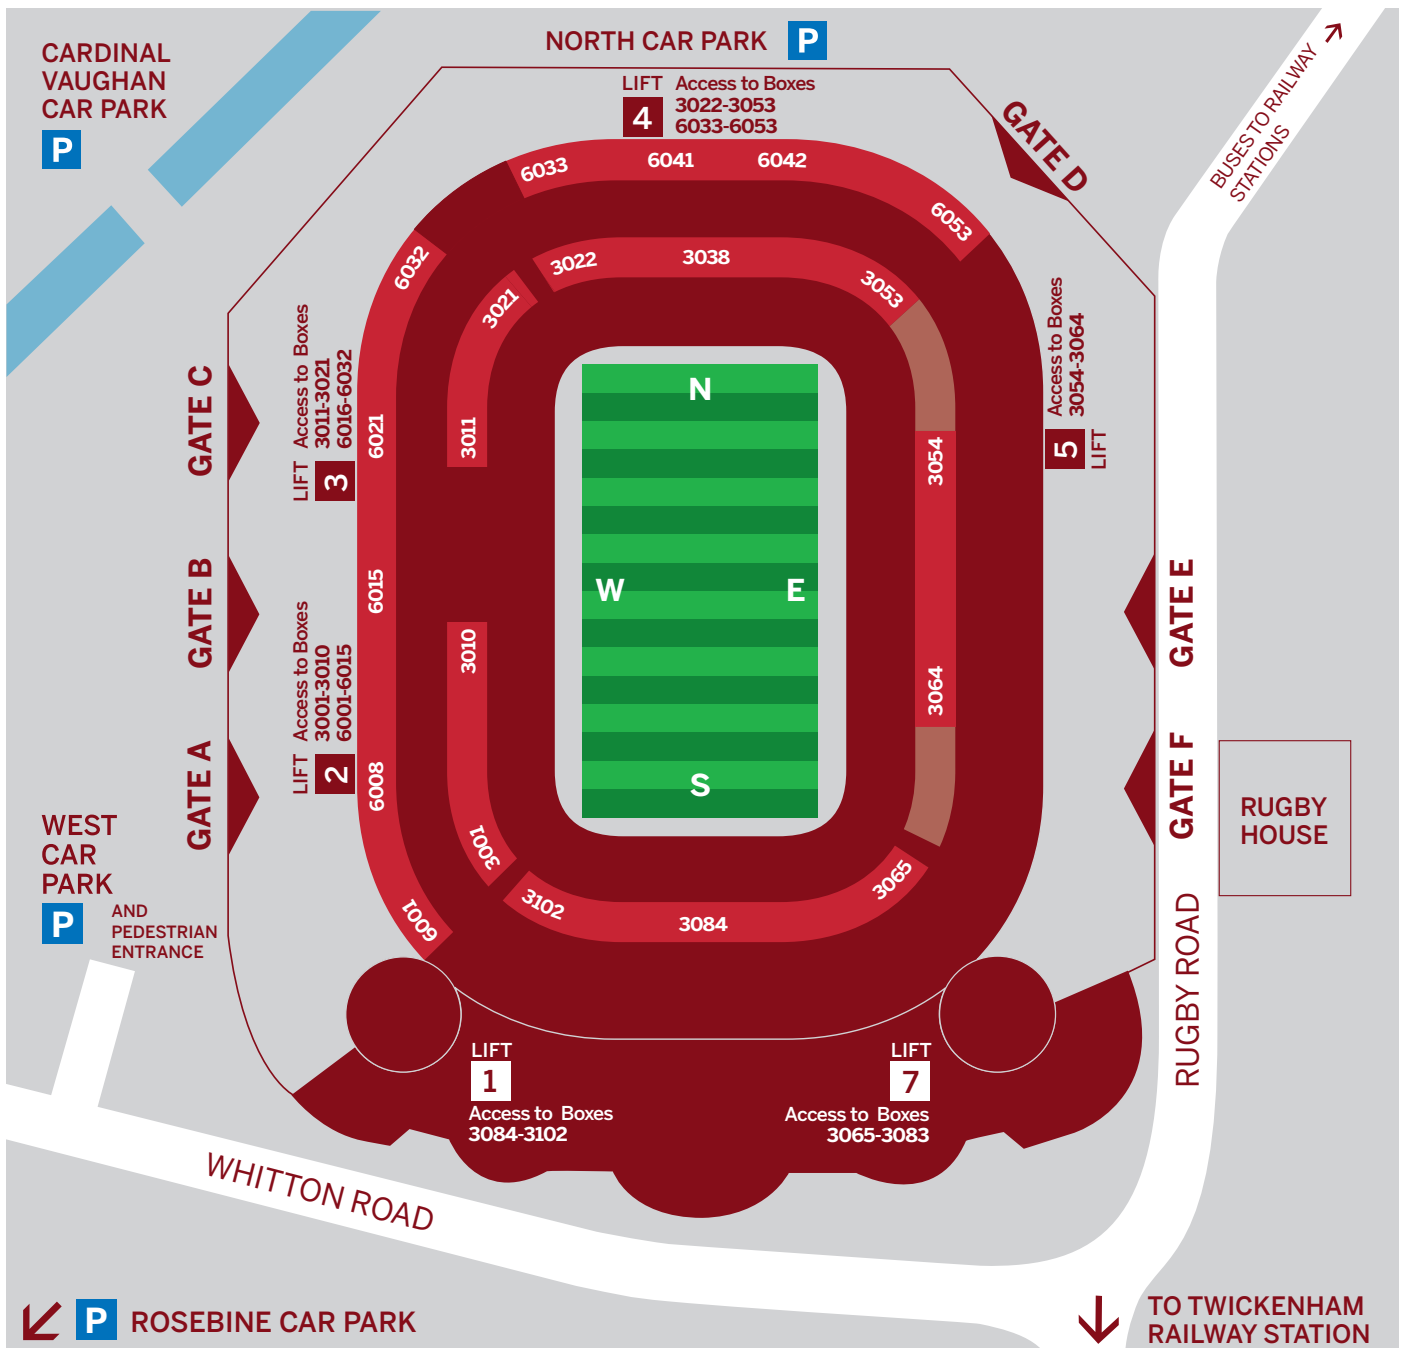 CARDINAL
VAUGHAN
CAR PARK
P
NORTH CAR PARK P
LIFT
4
Access to Boxes
3022-3053
6033-6053
GATE D
BUSES TO RAILWAY
STATIONS
6033
6041
6042
6053
6032
3022
3038
3053
3021
GATE C
LIFT
3
Access to Boxes
3011-3021
6016-6032
6021
3011
N
3054
5
LIFT
Access to Boxes
3054-3064
GATE B
LIFT
2
Access to Boxes
3001-3010
6001-6015
6015
3010
W
E
3064
GATE E
GATE A
6008
S
GATE F
RUGBY
HOUSE
WEST
CAR
PARK
P
AND
PEDESTRIAN
ENTRANCE
3001
6001
3102
3084
3065
RUGBY ROAD
LIFT
1
Access to Boxes
3084-3102
LIFT
7
Access to Boxes
3065-3083
WHITTON ROAD
P ROSEBINE CAR PARK
TO TWICKENHAM
RAILWAY STATION